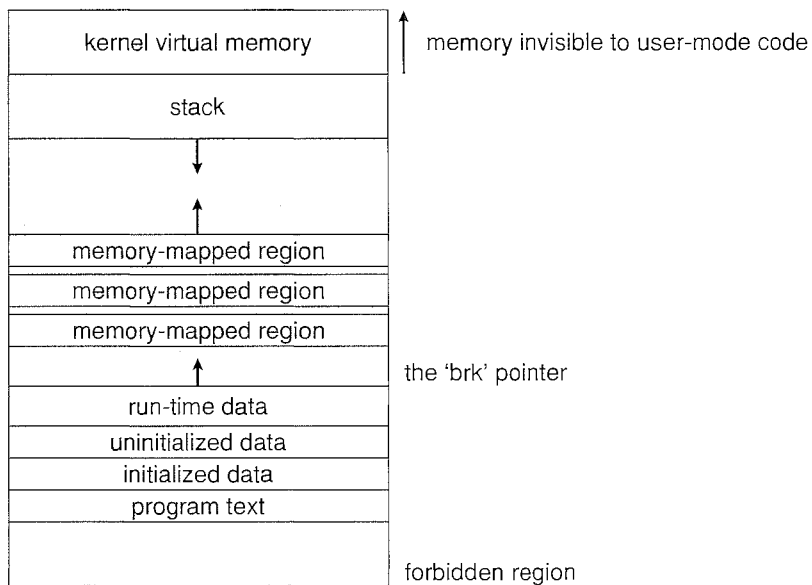 kernel virtual memory
memory invisible to user-mode code
stack
memory-mapped region
memory-mapped region
memory-mapped region
the 'brk' pointer
run-time data
uninitialized data
initialized data
program text
forbidden region